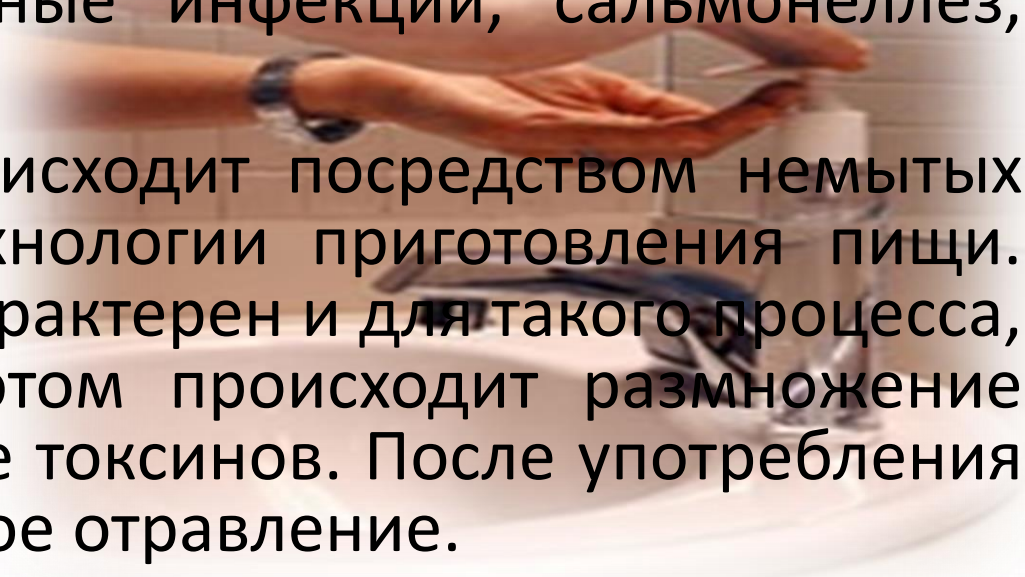 ные инфекции, сальмонеллез,
исходит посредством немытых
хнологии приготовления пищи.
рактерен и для такого процесса,
отом происходит размножение
е токсинов. После употребления
ое отравление.